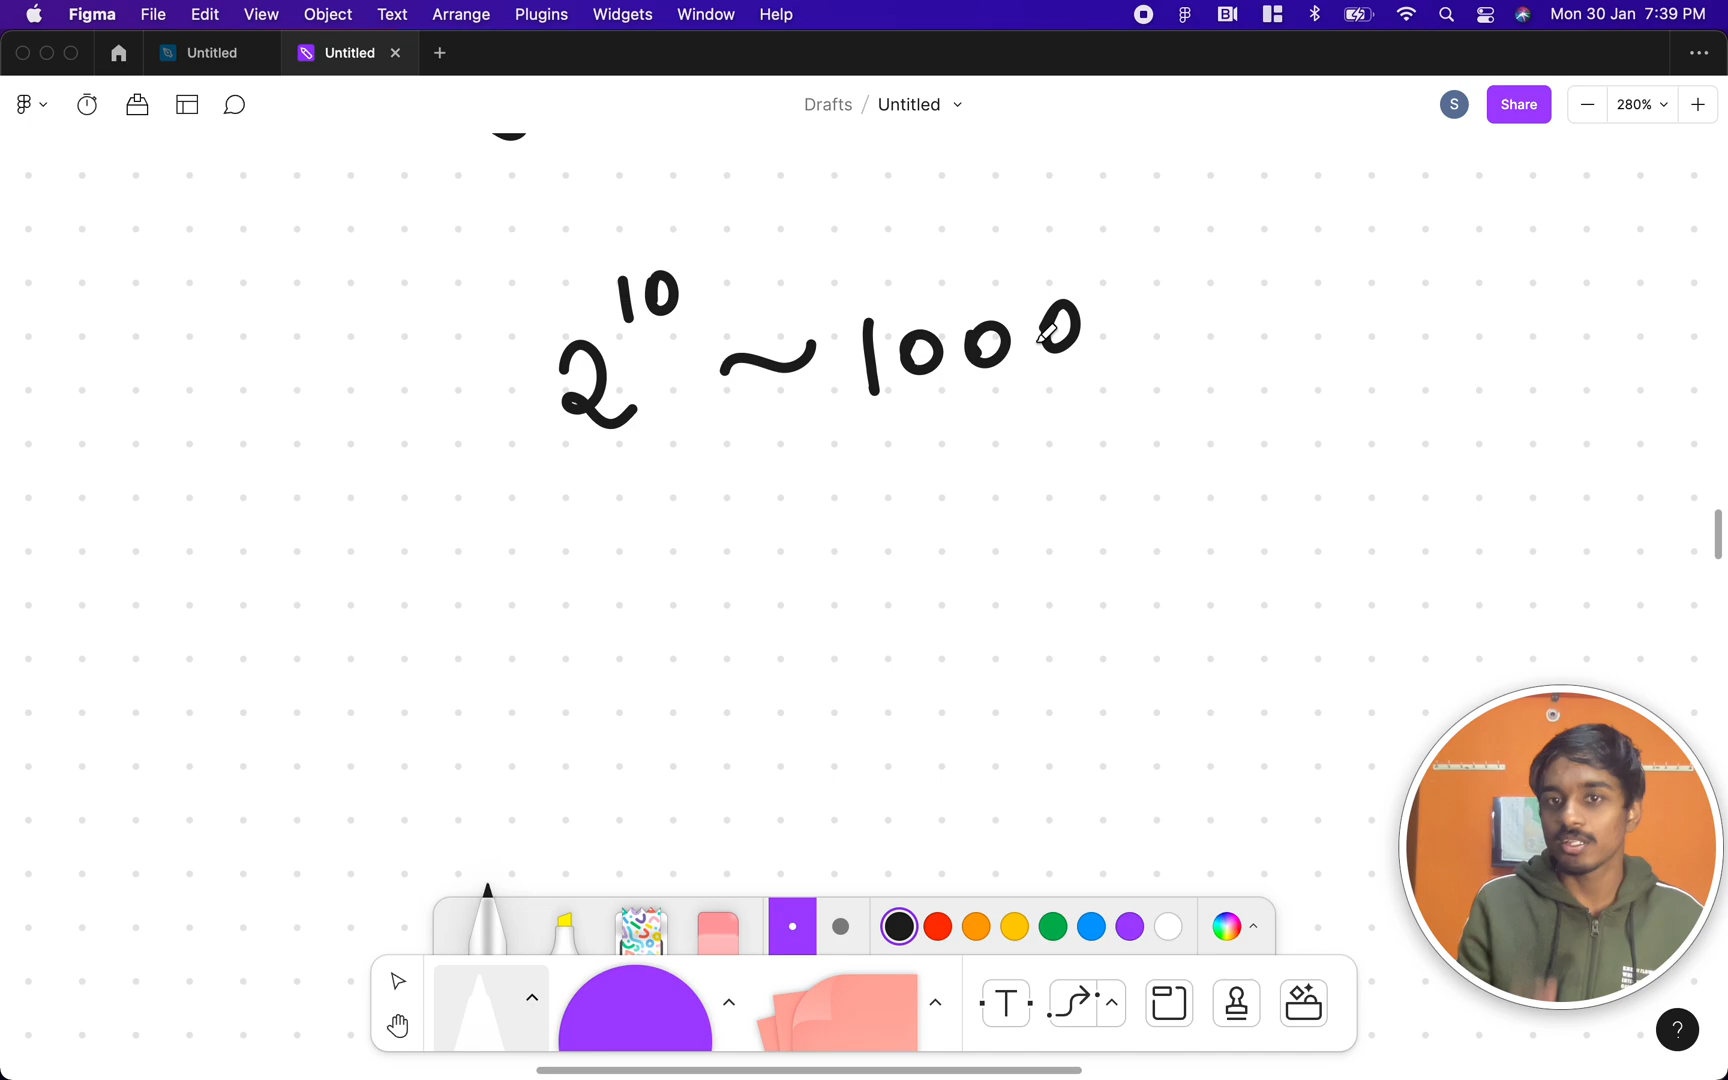 Figma File Edit View Object Text Arrange Plugins Widgets Window Help Mon 30 Jan 7:39 PM
Untitled Untitled
Drafts / Untitled S Share 280%
2^10 ~ 1000
T
?